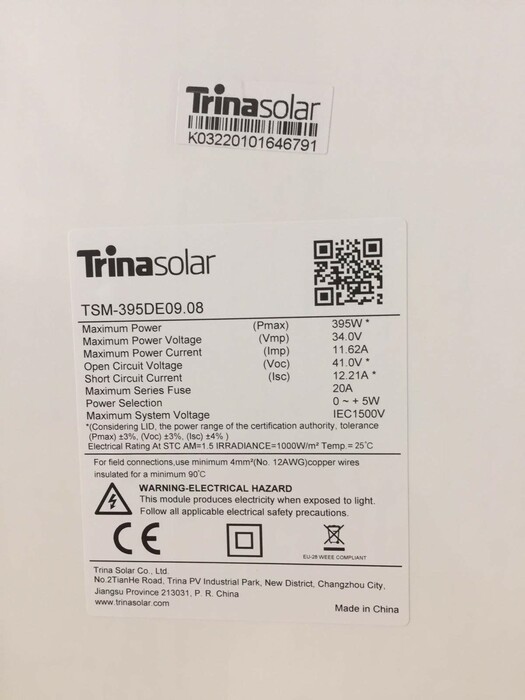 Trinasolar
K03220101646791
Trinasolar
TSM-395DE09.08
Maximum Power (Pmax) 395W *
Maximum Power Voltage (Vmp) 34.0V
Maximum Power Current (Imp) 11.62A
Open Circuit Voltage (Voc) 41.0V *
Short Circuit Current (Isc) 12.21A *
Maximum Series Fuse 20A
Power Selection 0 ~ + 5W
Maximum System Voltage IEC1500V
*(Considering LID, the power range of the certification authority, tolerance
(Pmax) ±3%, (Voc) ±3%, (Isc) ±4% )
Electrical Rating At STC AM=1.5 IRRADIANCE=1000W/m² Temp.= 25°C
For field connections,use minimum 4mm²(No. 12AWG)copper wires
insulated for a minimum 90°C
WARNING-ELECTRICAL HAZARD
This module produces electricity when exposed to light.
Follow all applicable electrical safety precautions.
CE
EU-28 WEEE COMPLIANT
Trina Solar Co., Ltd.
No.2TianHe Road, Trina PV Industrial Park, New District, Changzhou City,
Jiangsu Province 213031, P. R. China
www.trinasolar.com
Made in China